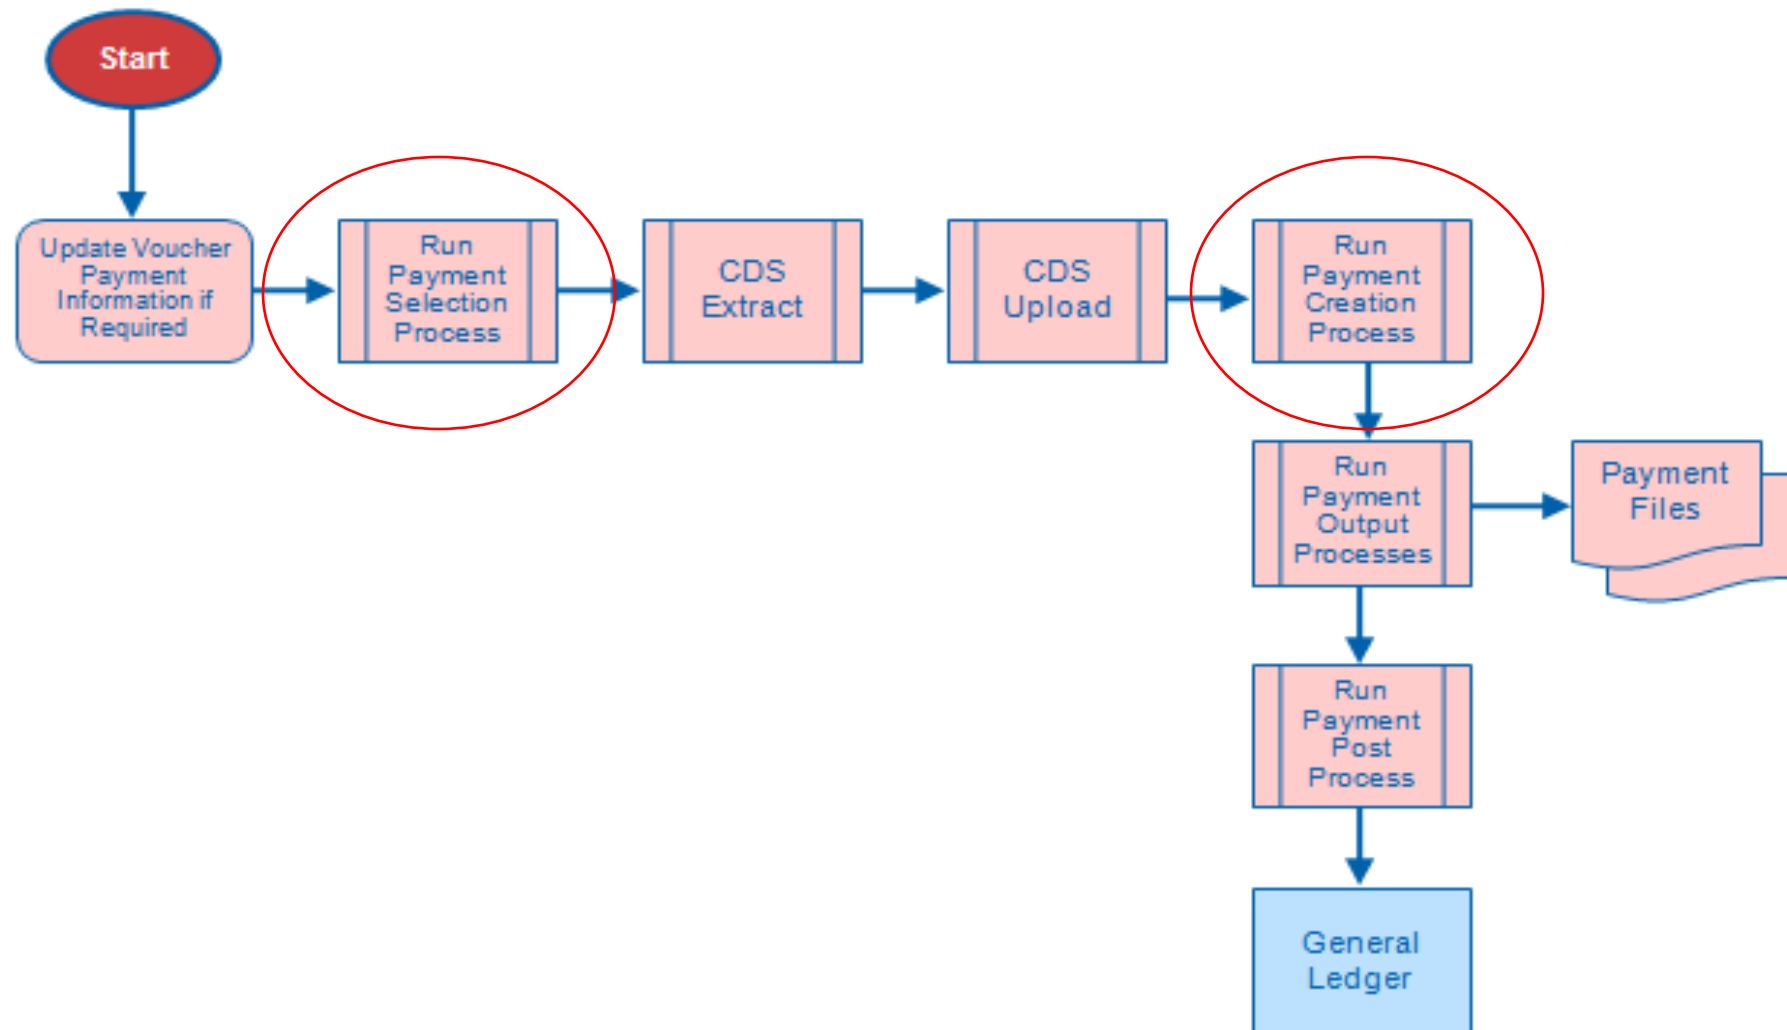 Start
Update Voucher
Payment
Information if
Required
Run
Payment
Selection
Process
CDS
Extract
CDS
Upload
Run
Payment
Creation
Process
Run
Payment
Output
Processes
Payment
Files
Run
Payment
Post
Process
General
Ledger